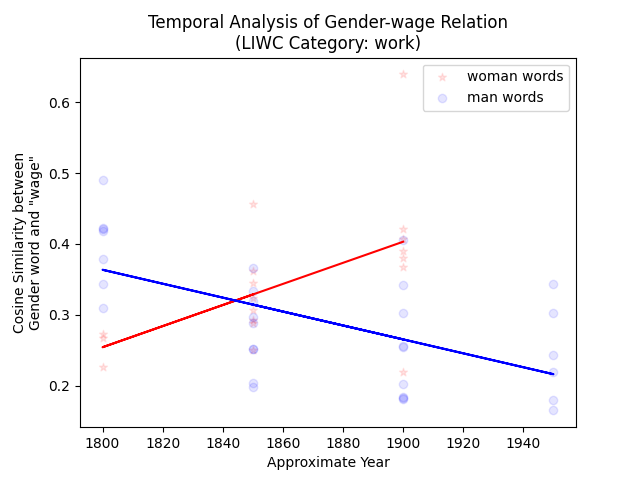 Temporal Analysis of Gender-wage Relation
(LIWC Category: work)
woman words
man words
Cosine Similarity between
Gender word and "wage"
0.6
0.5
0.4
0.3
0.2
1800
1820
1840
1860
1880
1900
1920
1940
Approximate Year